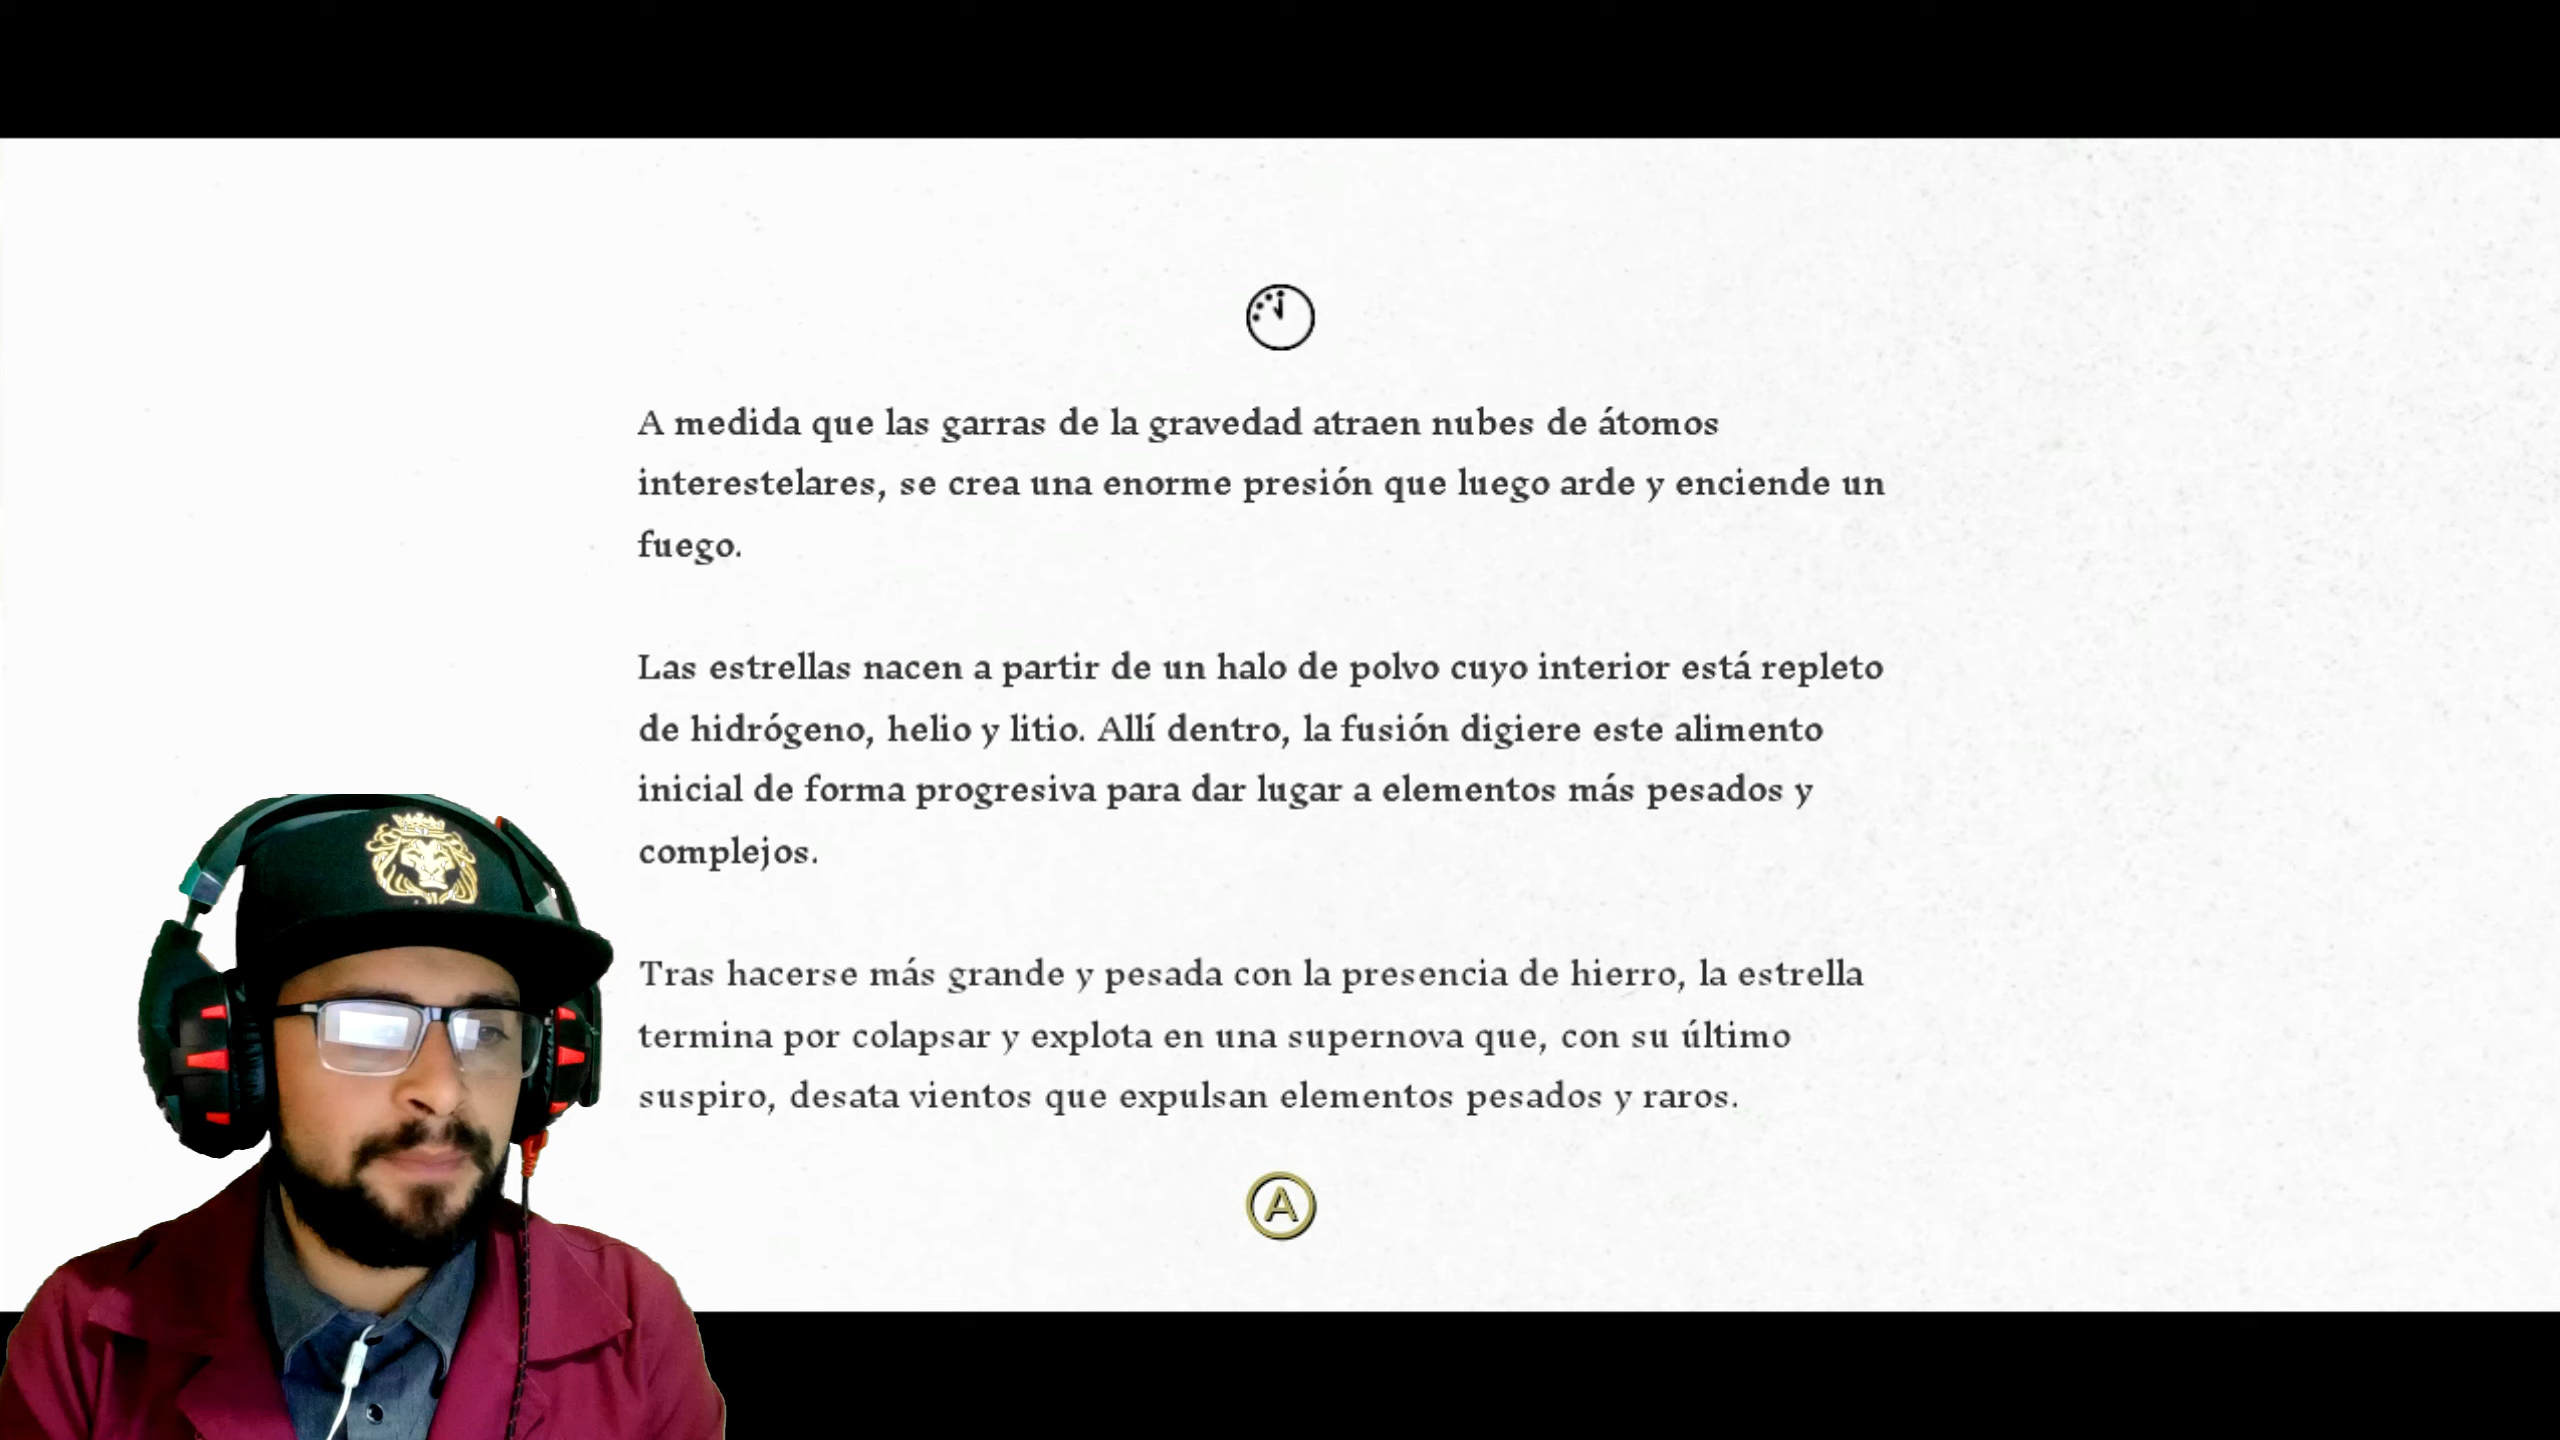 A medida que las garras de la gravedad atraen nubes de átomos
interestelares, se crea una enorme presión que luego arde y enciende un
fuego.
Las estrellas nacen a partir de un halo de polvo cuyo interior está repleto
de hidrógeno, helio y litio. Allí dentro, la fusión digiere este alimento
inicial de forma progresiva para dar lugar a elementos más pesados y
complejos.
Tras hacerse más grande y pesada con la presencia de hierro, la estrella
termina por colapsar y explota en una supernova que, con su último
suspiro, desata vientos que expulsan elementos pesados y raros.
A